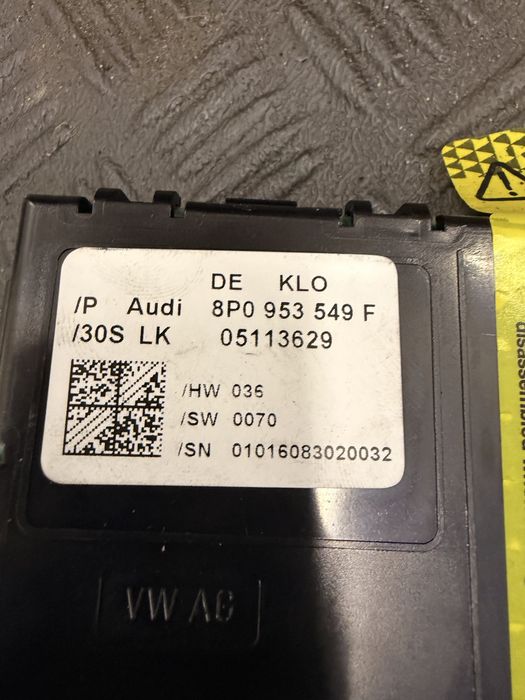 DE KLO
/P Audi 8P0 953 549 F
/30S LK 05113629
/HW 036
/SW 0070
/SN 01016083020032
VW AG